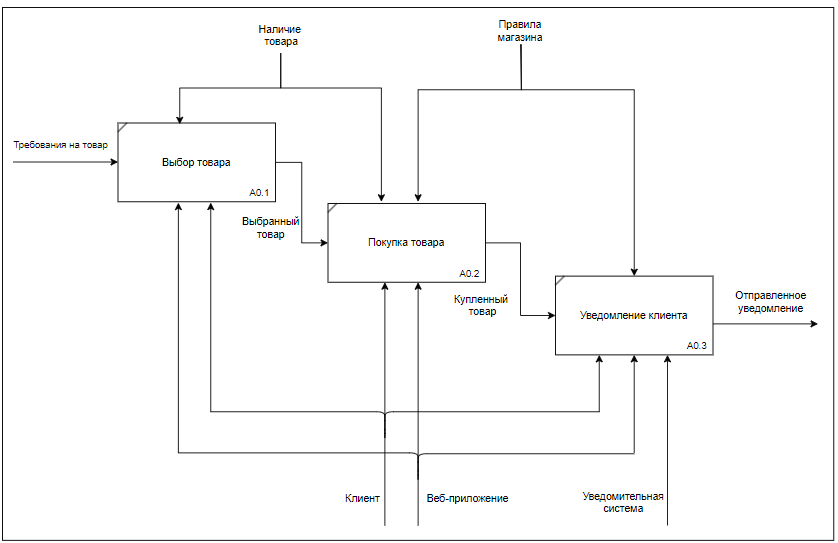 Наличие
товара
Правила
магазина
Требования на товар
Выбор товара
A0.1
Выбранный
товар
Покупка товара
A0.2
Купленный
товар
Уведомление клиента
A0.3
Отправленное
уведомление
Клиент
Веб-приложение
Уведомительная
система